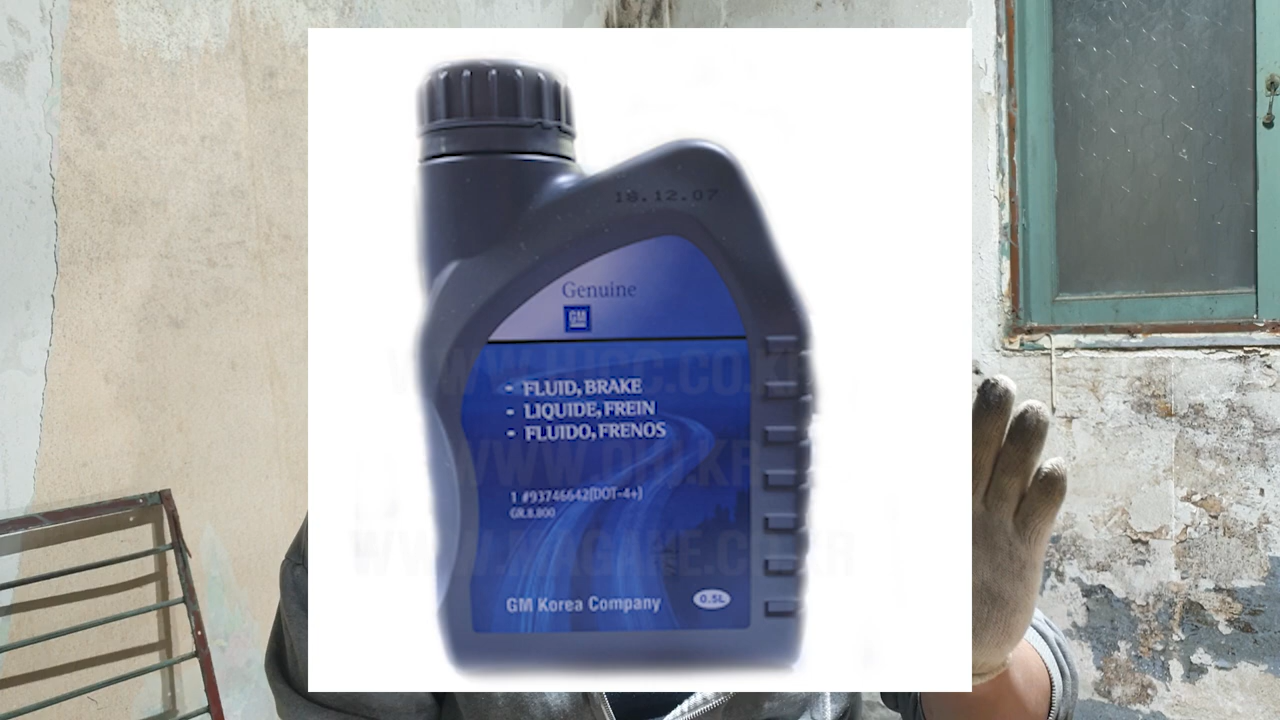 18.12.07
Genuine
GM
- FLUID, BRAKE
- LIQUIDE, FREIN
- FLUIDO, FRENOS
1 #93746642(DOT-4+)
GR.8.800
GM Korea Company
0.5L